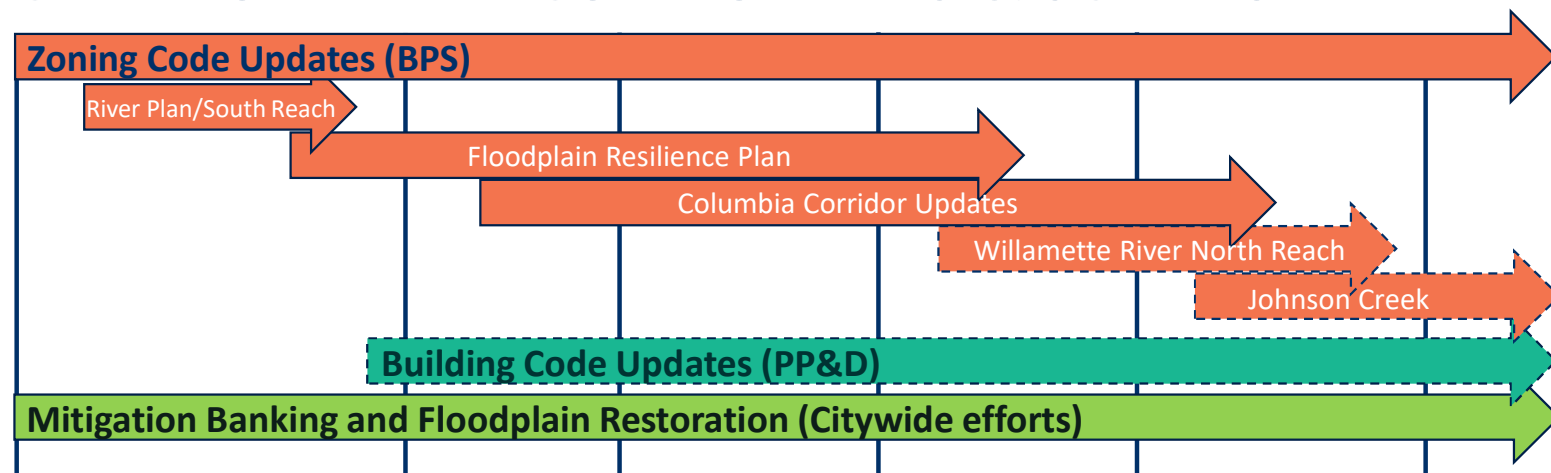 Zoning Code Updates (BPS)
River Plan/South Reach
Floodplain Resilience Plan
Columbia Corridor Updates
Willamette River North Reach
Johnson Creek
Building Code Updates (PP&D)
Mitigation Banking and Floodplain Restoration (Citywide efforts)